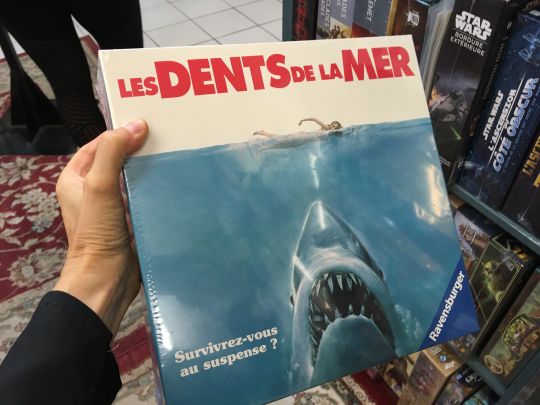 LES DENTS DE LA MER
Survivrez-vous
au suspense ?
Ravensburger
STAR
WARS
BORDURE
EXTÉRIEURE
STAR WARS
CÔTÉ OBSCUR